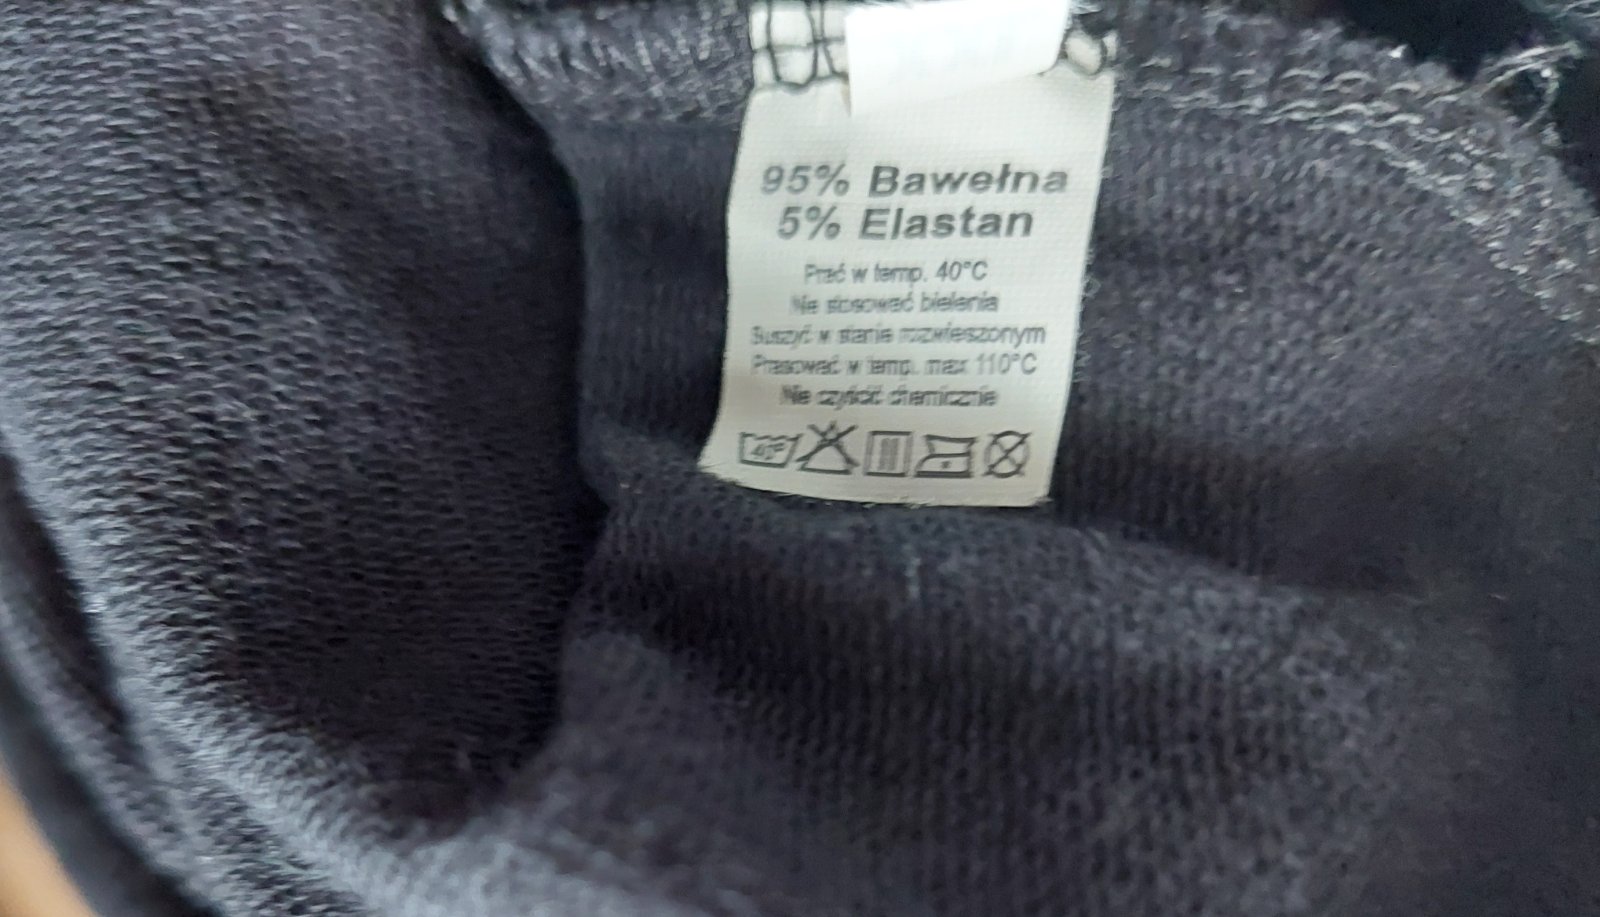 95% Bawełna
5% Elastan
Prać w temp. 40°C
Nie stosować bielenia
Suszyć w stanie rozwieszonym
Prasować w temp. max 110°C
Nie czyścić chemicznie
40°